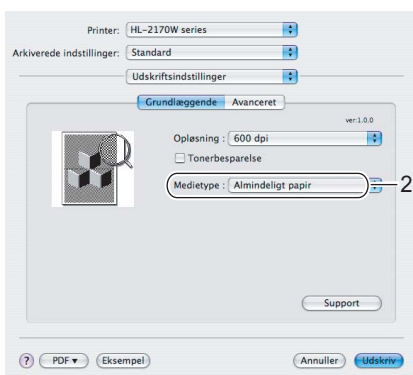 Printer: HL-2170W series
Arkiverede indstillinger: Standard
Udskriftsindstillinger
Grundlæggende Avanceret
ver:1.0.0
Opløsning : 600 dpi
Tonerbesparelse
Medietype : Almindeligt papir 2
Support
? PDF ▾ Eksempel Annuller Udskriv